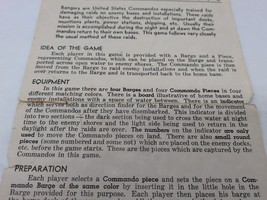 Rangers are United States Commandos especially trained for
damaging raids on enemy bases and installations. Their raids
have as their objective the destruction of important docks,
munitions plants, power stations, shipping, etc. Usually their
mission is accomplished during the night and at dawn the Com-
mandos return to their own bases. This game follows very closely
the usual method of these raids.
IDEA OF THE GAME
Each player in this game is provided with a Barge and a Piece,
representing Commandos, which can be placed on the Barge and trans-
ported across open water to the enemy coast. The Commando piece is then
moved from the Barge to raid enemy installations and when the raid is over
returns to the Barge and is transported back to the home base.
EQUIPMENT
In this game there are four Barges and four Commando Pieces in four
different matching colors. There is a board illustrative of home bases and
enemy installations with a space of water between. There is an indicator
which serves both as direction finder for the Barges and for the movement
of the Commandos when on enemy territory. This indicator is divided
into two sections — the dark section being used to cross the water at night
time to the enemy shores and the light side being used to return in the
daylight after the raids are over. The numbers on the indicator are only
used to move the Commando pieces on land. There are also small round
pieces (some numbered and some not) which can be placed on the docks,
etc. before the game starts. Those are the pieces which are captured by the
Commandos in this game.
PREPARATION
Each player selects a Commando piece and sets the piece on a Com-
mando Barge of the same color by inserting it in the little hole in the
Barge provided for this purpose. Each player then places his barge at